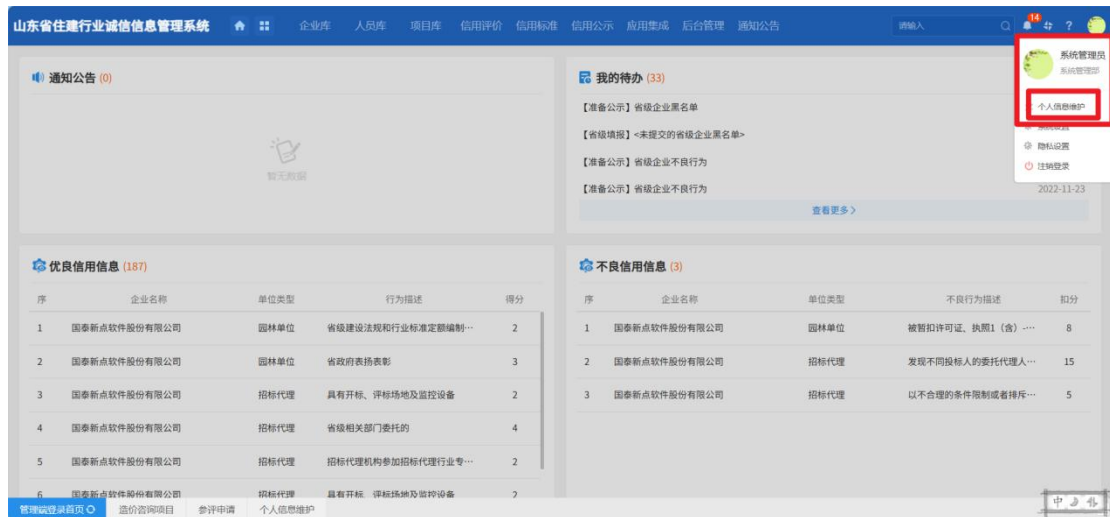 山东省住建行业诚信信息管理系统 企业库 人员库 项目库 信用评价 信用标准 信用公示 应用集成 后台管理 通知公告 请输入 14 ?
系统管理员
系统管理部
个人信息维护
隐私设置
注销登录
通知公告 (0)
暂无数据
我的待办 (33)
【准备公示】省级企业黑名单
【省级填报】<未提交的省级企业黑名单>
【准备公示】省级企业不良行为
【准备公示】省级企业不良行为 2022-11-23
查看更多 >
优良信用信息 (187)
序 企业名称 单位类型 行为描述 得分
1 国泰新点软件股份有限公司 园林单位 省级建设法规和行业标准定额编制… 2
2 国泰新点软件股份有限公司 园林单位 省政府表扬表彰 3
3 国泰新点软件股份有限公司 招标代理 具有开标、评标场地及监控设备 2
4 国泰新点软件股份有限公司 招标代理 省级相关部门委托的 4
5 国泰新点软件股份有限公司 招标代理 招标代理机构参加招标代理行业专… 2
6 国泰新点软件股份有限公司 招标代理 具有开标、评标场地及监控设备 2
不良信用信息 (3)
序 企业名称 单位类型 不良行为描述 扣分
1 国泰新点软件股份有限公司 园林单位 被暂扣许可证、执照1（含）-… 8
2 国泰新点软件股份有限公司 招标代理 发现不同投标人的委托代理人… 15
3 国泰新点软件股份有限公司 招标代理 以不合理的条件限制或者排斥… 5
管理端登录首页 造价咨询项目 参评申请 个人信息维护
中